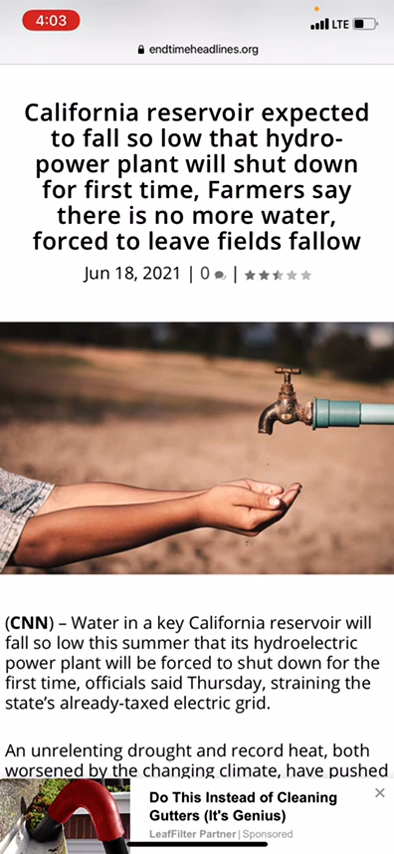 4:03
LTE
endtimeheadlines.org
California reservoir expected
to fall so low that hydro-
power plant will shut down
for first time, Farmers say
there is no more water,
forced to leave fields fallow
Jun 18, 2021 | 0 |
(CNN) – Water in a key California reservoir will
fall so low this summer that its hydroelectric
power plant will be forced to shut down for the
first time, officials said Thursday, straining the
state's already-taxed electric grid.
An unrelenting drought and record heat, both
worsened by the changing climate, have pushed
Do This Instead of Cleaning
Gutters (It's Genius)
LeafFilter Partner | Sponsored